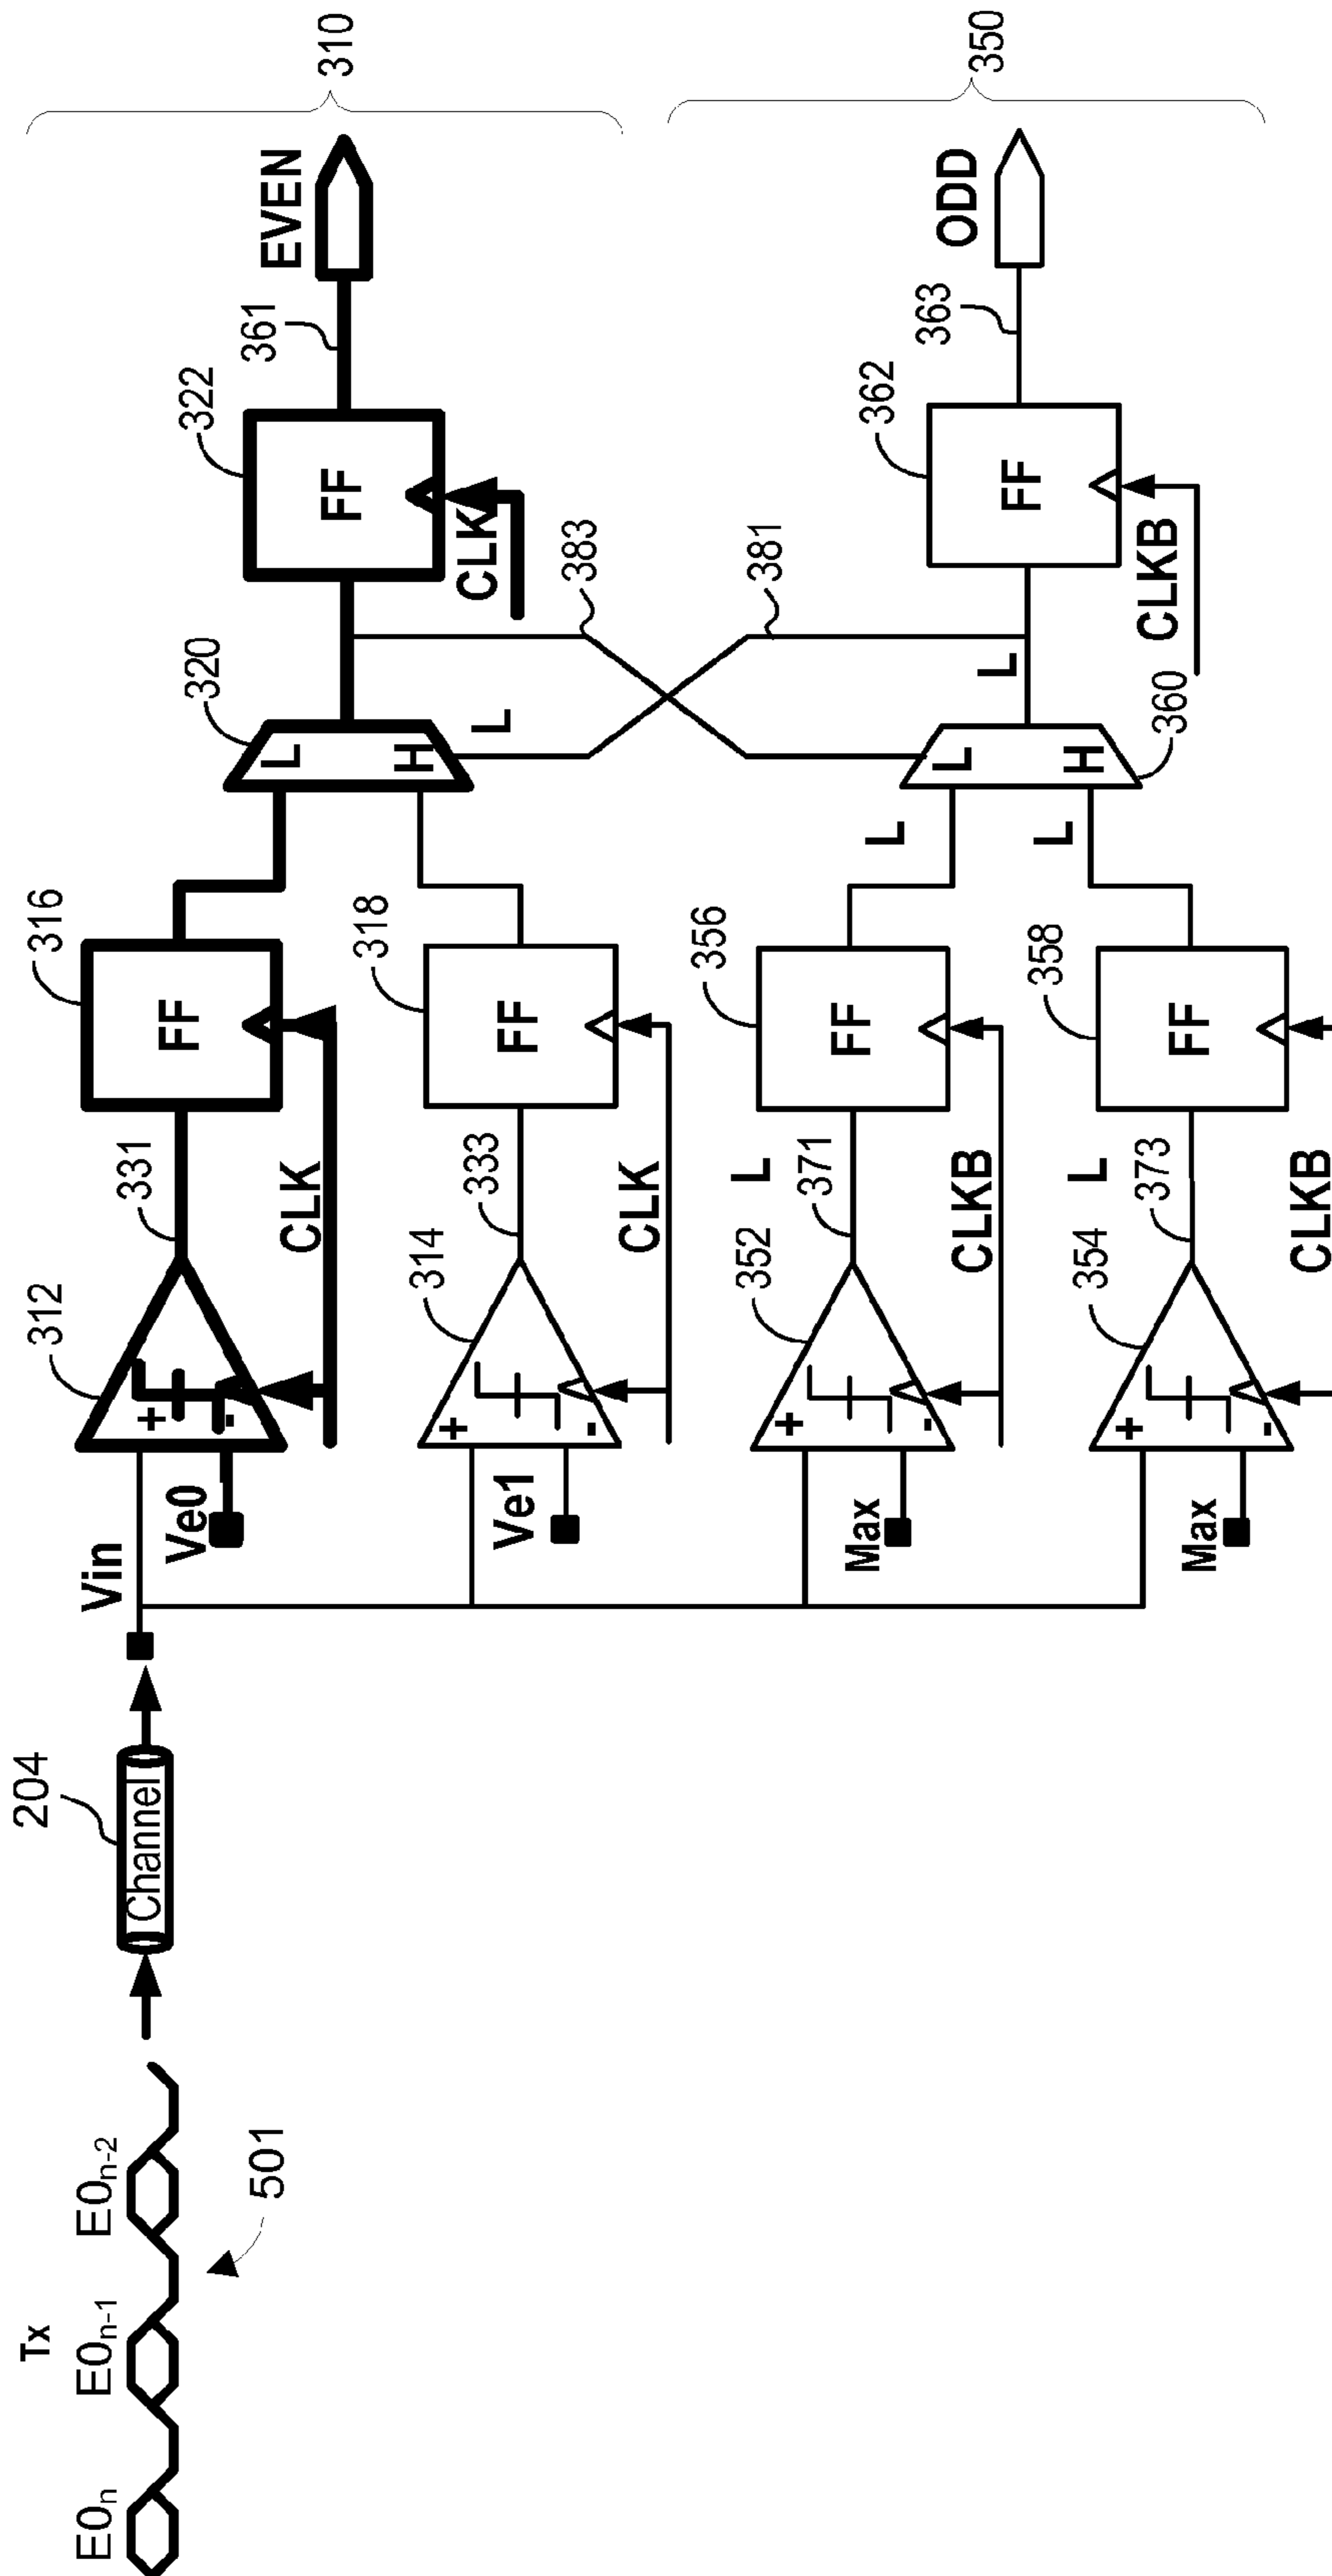 Tx
E0n
E0n-1
E0n-2
501
204
Channel
Vin
Ve0
312
+
-
331
CLK
316
FF
320
L
H
L
322
FF
CLK
361
EVEN
310
Ve1
314
+
-
333
CLK
318
FF
383
381
Max
352
+
-
L
371
CLKB
356
FF
L
L
H
360
L
362
FF
CLKB
363
ODD
350
Max
354
+
-
L
373
CLKB
358
FF
L